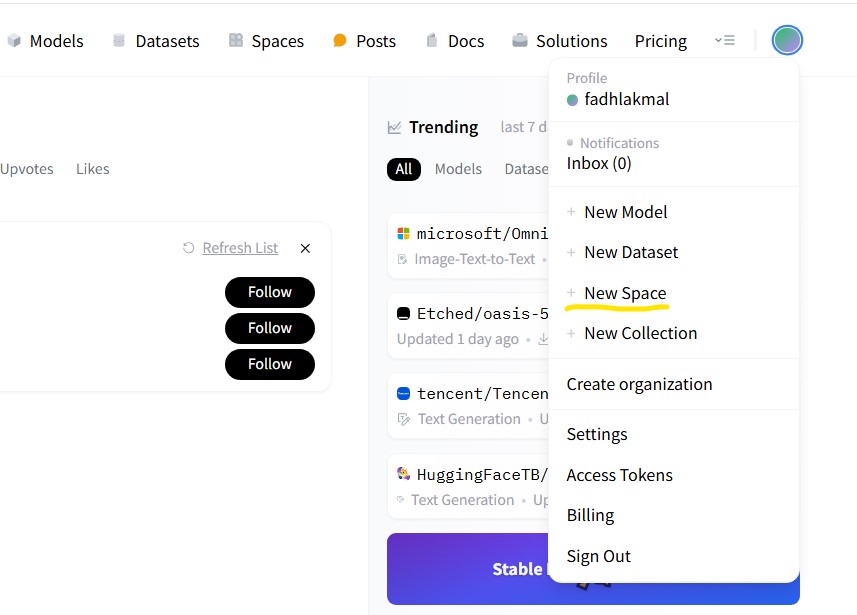 Models Datasets Spaces Posts Docs Solutions Pricing
Profile
fadhlakmal
Notifications
Inbox (0)
+ New Model
+ New Dataset
+ New Space
+ New Collection
Create organization
Settings
Access Tokens
Billing
Sign Out
Upvotes Likes
Refresh List
Follow
Follow
Follow
Trending last 7 d
All Models Datase
microsoft/Omni
Image-Text-to-Text •
Etched/oasis-5
Updated 1 day ago •
tencent/Tencen
Text Generation • U
HuggingFaceTB/
Text Generation • Up
Stable